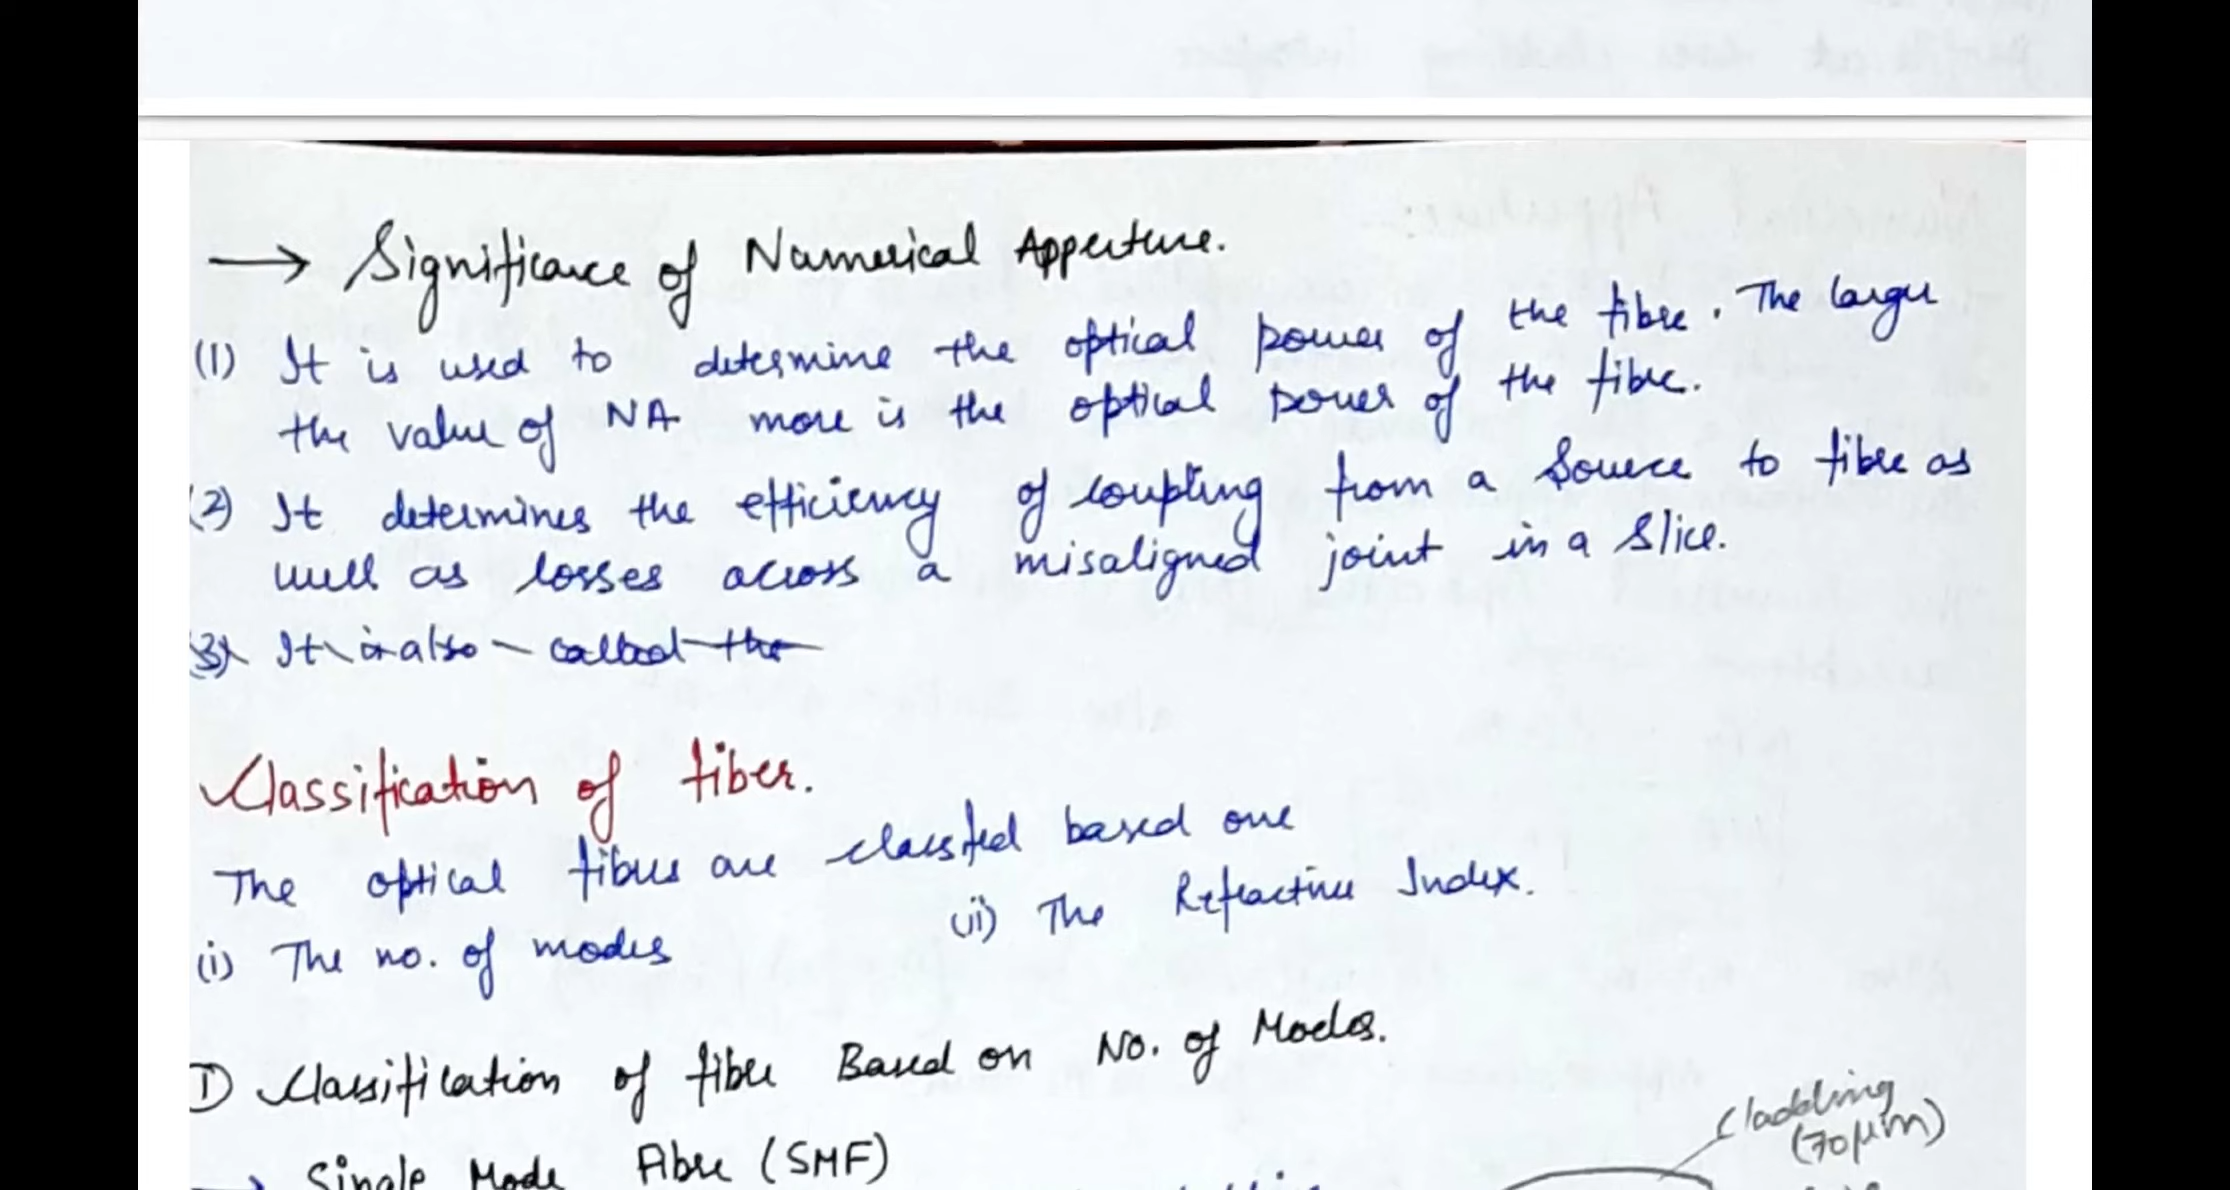 → Significance of Numerical Apperture.
(1) It is used to determine the optical power of the fibre. The larger
the value of NA more is the optical power of the fibre.
(2) It determines the efficiency of coupling from a source to fibre as
well as losses across a misaligned joint in a slice.
(3) It is also called the
Classification of fiber.
The optical fibres are classfed based one
(i) The no. of modes (ii) The Refractive Index.
I) Classification of fibre Based on No. of Modes.
Cladding
(70μm)
→ Single Mode Fibre (SMF)